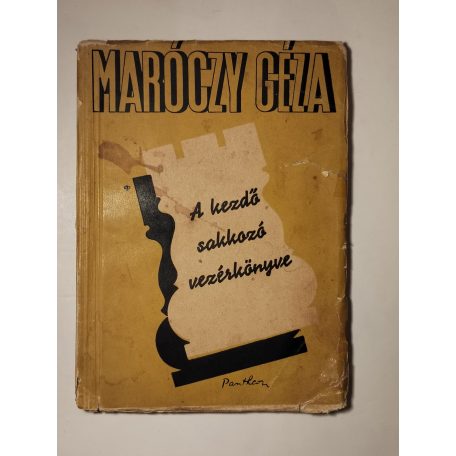 MARÓCZY GÉZA
A kezdő
sakkozó
vezérkönyve
Pantheon